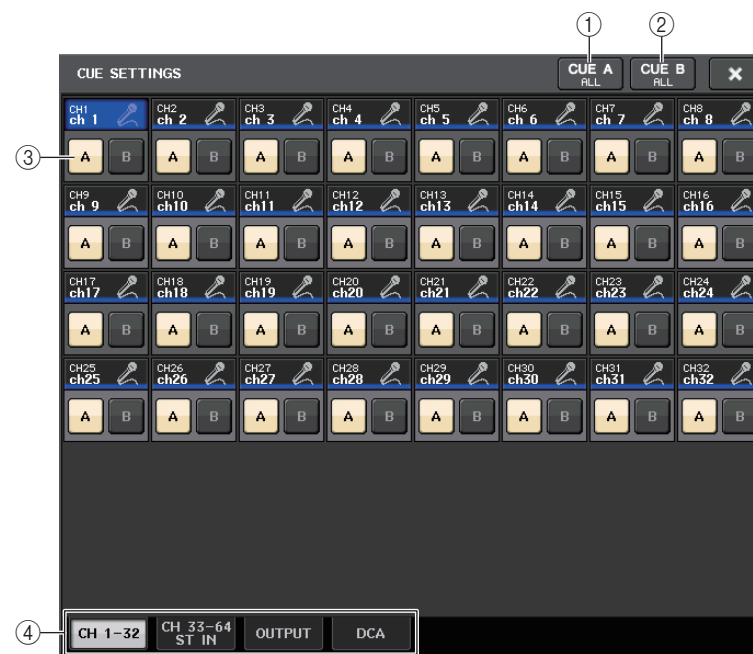 ① ②
CUE SETTINGS CUE A ALL CUE B ALL ×
CH1 CH2 CH3 CH4 CH5 CH6 CH7 CH8
ch 1 ch 2 ch 3 ch 4 ch 5 ch 6 ch 7 ch 8
③ A B A B A B A B A B A B A B A B
CH9 CH10 CH11 CH12 CH13 CH14 CH15 CH16
ch 9 ch10 ch11 ch12 ch13 ch14 ch15 ch16
A B A B A B A B A B A B A B A B
CH17 CH18 CH19 CH20 CH21 CH22 CH23 CH24
ch17 ch18 ch19 ch20 ch21 ch22 ch23 ch24
A B A B A B A B A B A B A B A B
CH25 CH26 CH27 CH28 CH29 CH30 CH31 CH32
ch25 ch26 ch27 ch28 ch29 ch30 ch31 ch32
A B A B A B A B A B A B A B A B
④ CH 1-32 CH 33-64 ST IN OUTPUT DCA